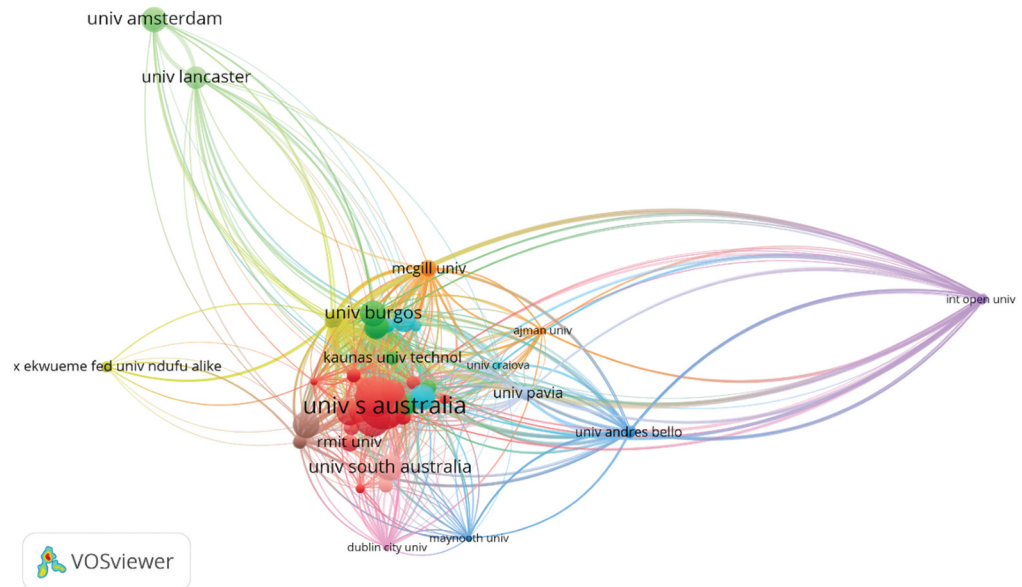 univ amsterdam
univ lancaster
mcgill univ
int open univ
univ burgos
ajman univ
kaunas univ technol
univ craiova
x ekwueme fed univ ndufu alike
univ pavia
univ s australia
univ andres bello
rmit univ
univ south australia
maynooth univ
dublin city univ
VOSviewer